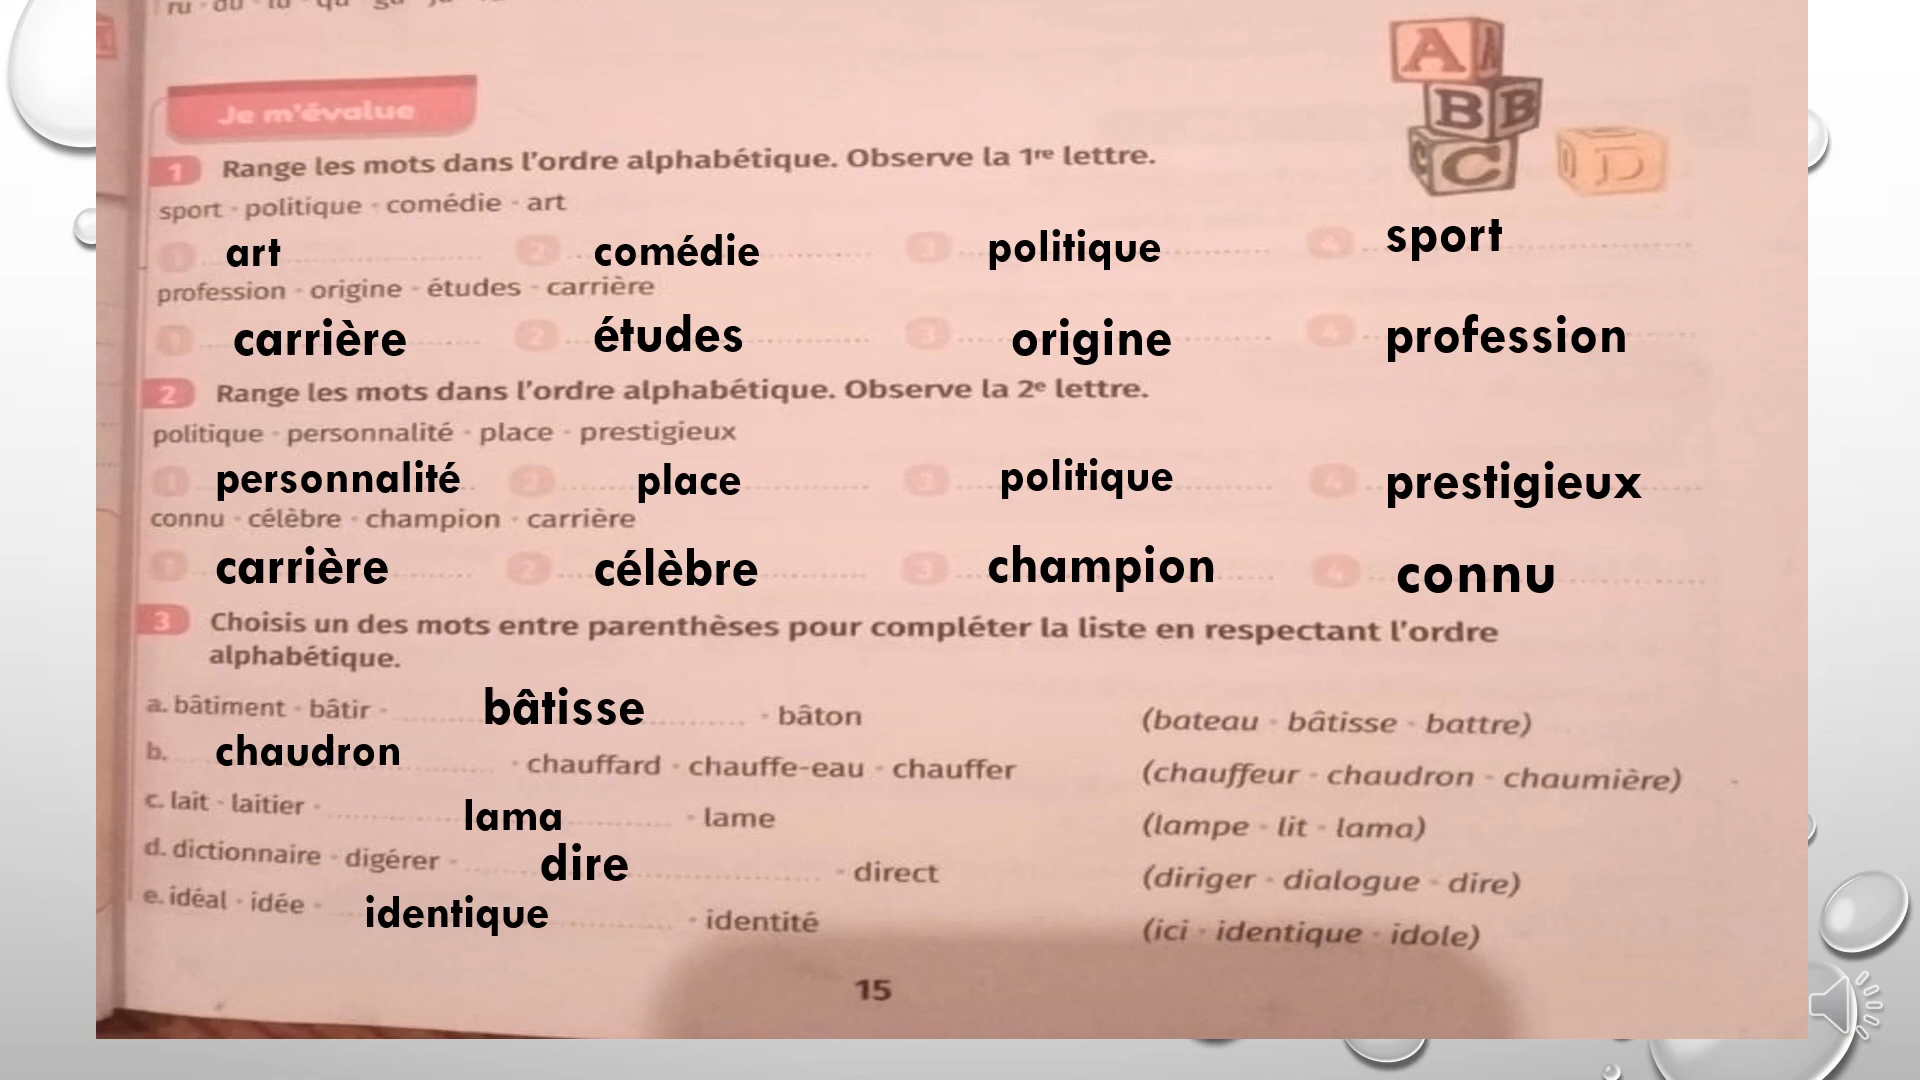 Je m'évalue
A
B B
C D
1 Range les mots dans l'ordre alphabétique. Observe la 1re lettre.
sport · politique · comédie · art
1 art 2 comédie 3 politique 4 sport
profession · origine · études · carrière
1 carrière 2 études 3 origine 4 profession
2 Range les mots dans l'ordre alphabétique. Observe la 2e lettre.
politique · personnalité · place · prestigieux
1 personnalité 2 place 3 politique 4 prestigieux
connu · célèbre · champion · carrière
1 carrière 2 célèbre 3 champion 4 connu
3 Choisis un des mots entre parenthèses pour compléter la liste en respectant l'ordre
alphabétique.
a. bâtiment · bâtir · bâtisse · bâton (bateau · bâtisse · battre)
b. chaudron · chauffard · chauffe-eau · chauffer (chauffeur · chaudron · chaumière)
c. lait · laitier · lama · lame (lampe · lit · lama)
d. dictionnaire · digérer · dire · direct (diriger · dialogue · dire)
e. idéal · idée · identique · identité (ici · identique · idole)
15